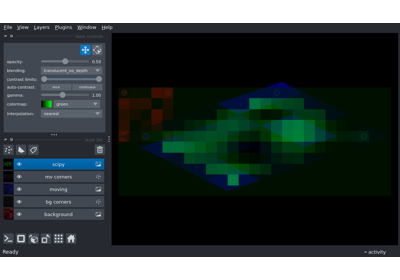 File View Layers Plugins Window Help
opacity: 0.50
blending: translucent_no_depth
contrast limits:
auto-contrast: once continuous
gamma: 1.00
colormap: green
interpolation: nearest
scipy
mv corners
moving
bg corners
background
Ready activity